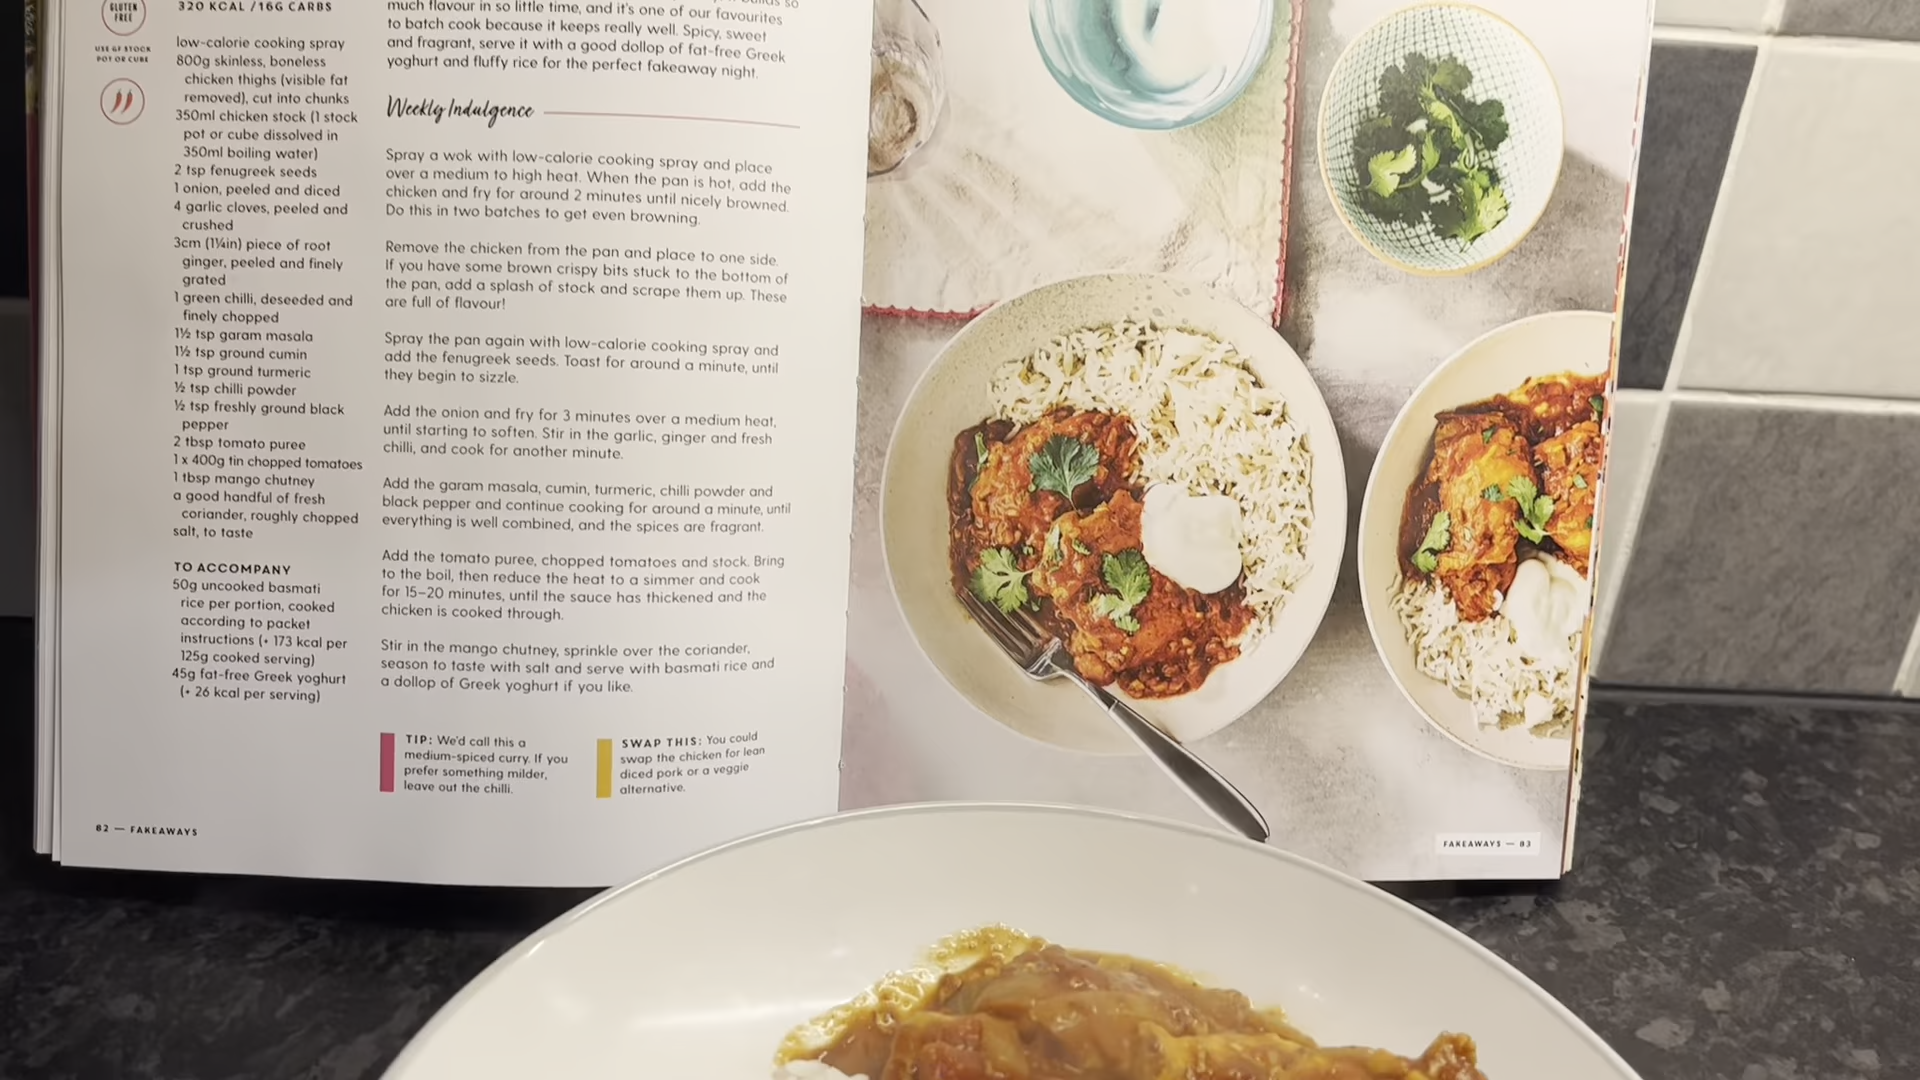 GLUTEN
FREE
USE GF STOCK
POT OR CUBE
320 KCAL /16G CARBS
low-calorie cooking spray
800g skinless, boneless
chicken thighs (visible fat
removed), cut into chunks
350ml chicken stock (1 stock
pot or cube dissolved in
350ml boiling water)
2 tsp fenugreek seeds
1 onion, peeled and diced
4 garlic cloves, peeled and
crushed
3cm (1¼in) piece of root
ginger, peeled and finely
grated
1 green chilli, deseeded and
finely chopped
1½ tsp garam masala
1½ tsp ground cumin
1 tsp ground turmeric
½ tsp chilli powder
½ tsp freshly ground black
pepper
2 tbsp tomato puree
1 x 400g tin chopped tomatoes
1 tbsp mango chutney
a good handful of fresh
coriander, roughly chopped
salt, to taste
TO ACCOMPANY
50g uncooked basmati
rice per portion, cooked
according to packet
instructions (+ 173 kcal per
125g cooked serving)
45g fat-free Greek yoghurt
(+ 26 kcal per serving)
so
much flavour in so little time, and it's one of our favourites
to batch cook because it keeps really well. Spicy, sweet
and fragrant, serve it with a good dollop of fat-free Greek
yoghurt and fluffy rice for the perfect fakeaway night.
Weekly Indulgence
Spray a wok with low-calorie cooking spray and place
over a medium to high heat. When the pan is hot, add the
chicken and fry for around 2 minutes until nicely browned.
Do this in two batches to get even browning.
Remove the chicken from the pan and place to one side.
If you have some brown crispy bits stuck to the bottom of
the pan, add a splash of stock and scrape them up. These
are full of flavour!
Spray the pan again with low-calorie cooking spray and
add the fenugreek seeds. Toast for around a minute, until
they begin to sizzle.
Add the onion and fry for 3 minutes over a medium heat,
until starting to soften. Stir in the garlic, ginger and fresh
chilli, and cook for another minute.
Add the garam masala, cumin, turmeric, chilli powder and
black pepper and continue cooking for around a minute, until
everything is well combined, and the spices are fragrant.
Add the tomato puree, chopped tomatoes and stock. Bring
to the boil, then reduce the heat to a simmer and cook
for 15–20 minutes, until the sauce has thickened and the
chicken is cooked through.
Stir in the mango chutney, sprinkle over the coriander,
season to taste with salt and serve with basmati rice and
a dollop of Greek yoghurt if you like.
TIP: We'd call this a
medium-spiced curry. If you
prefer something milder,
leave out the chilli.
SWAP THIS: You could
swap the chicken for lean
diced pork or a veggie
alternative.
82 — FAKEAWAYS
FAKEAWAYS — 83